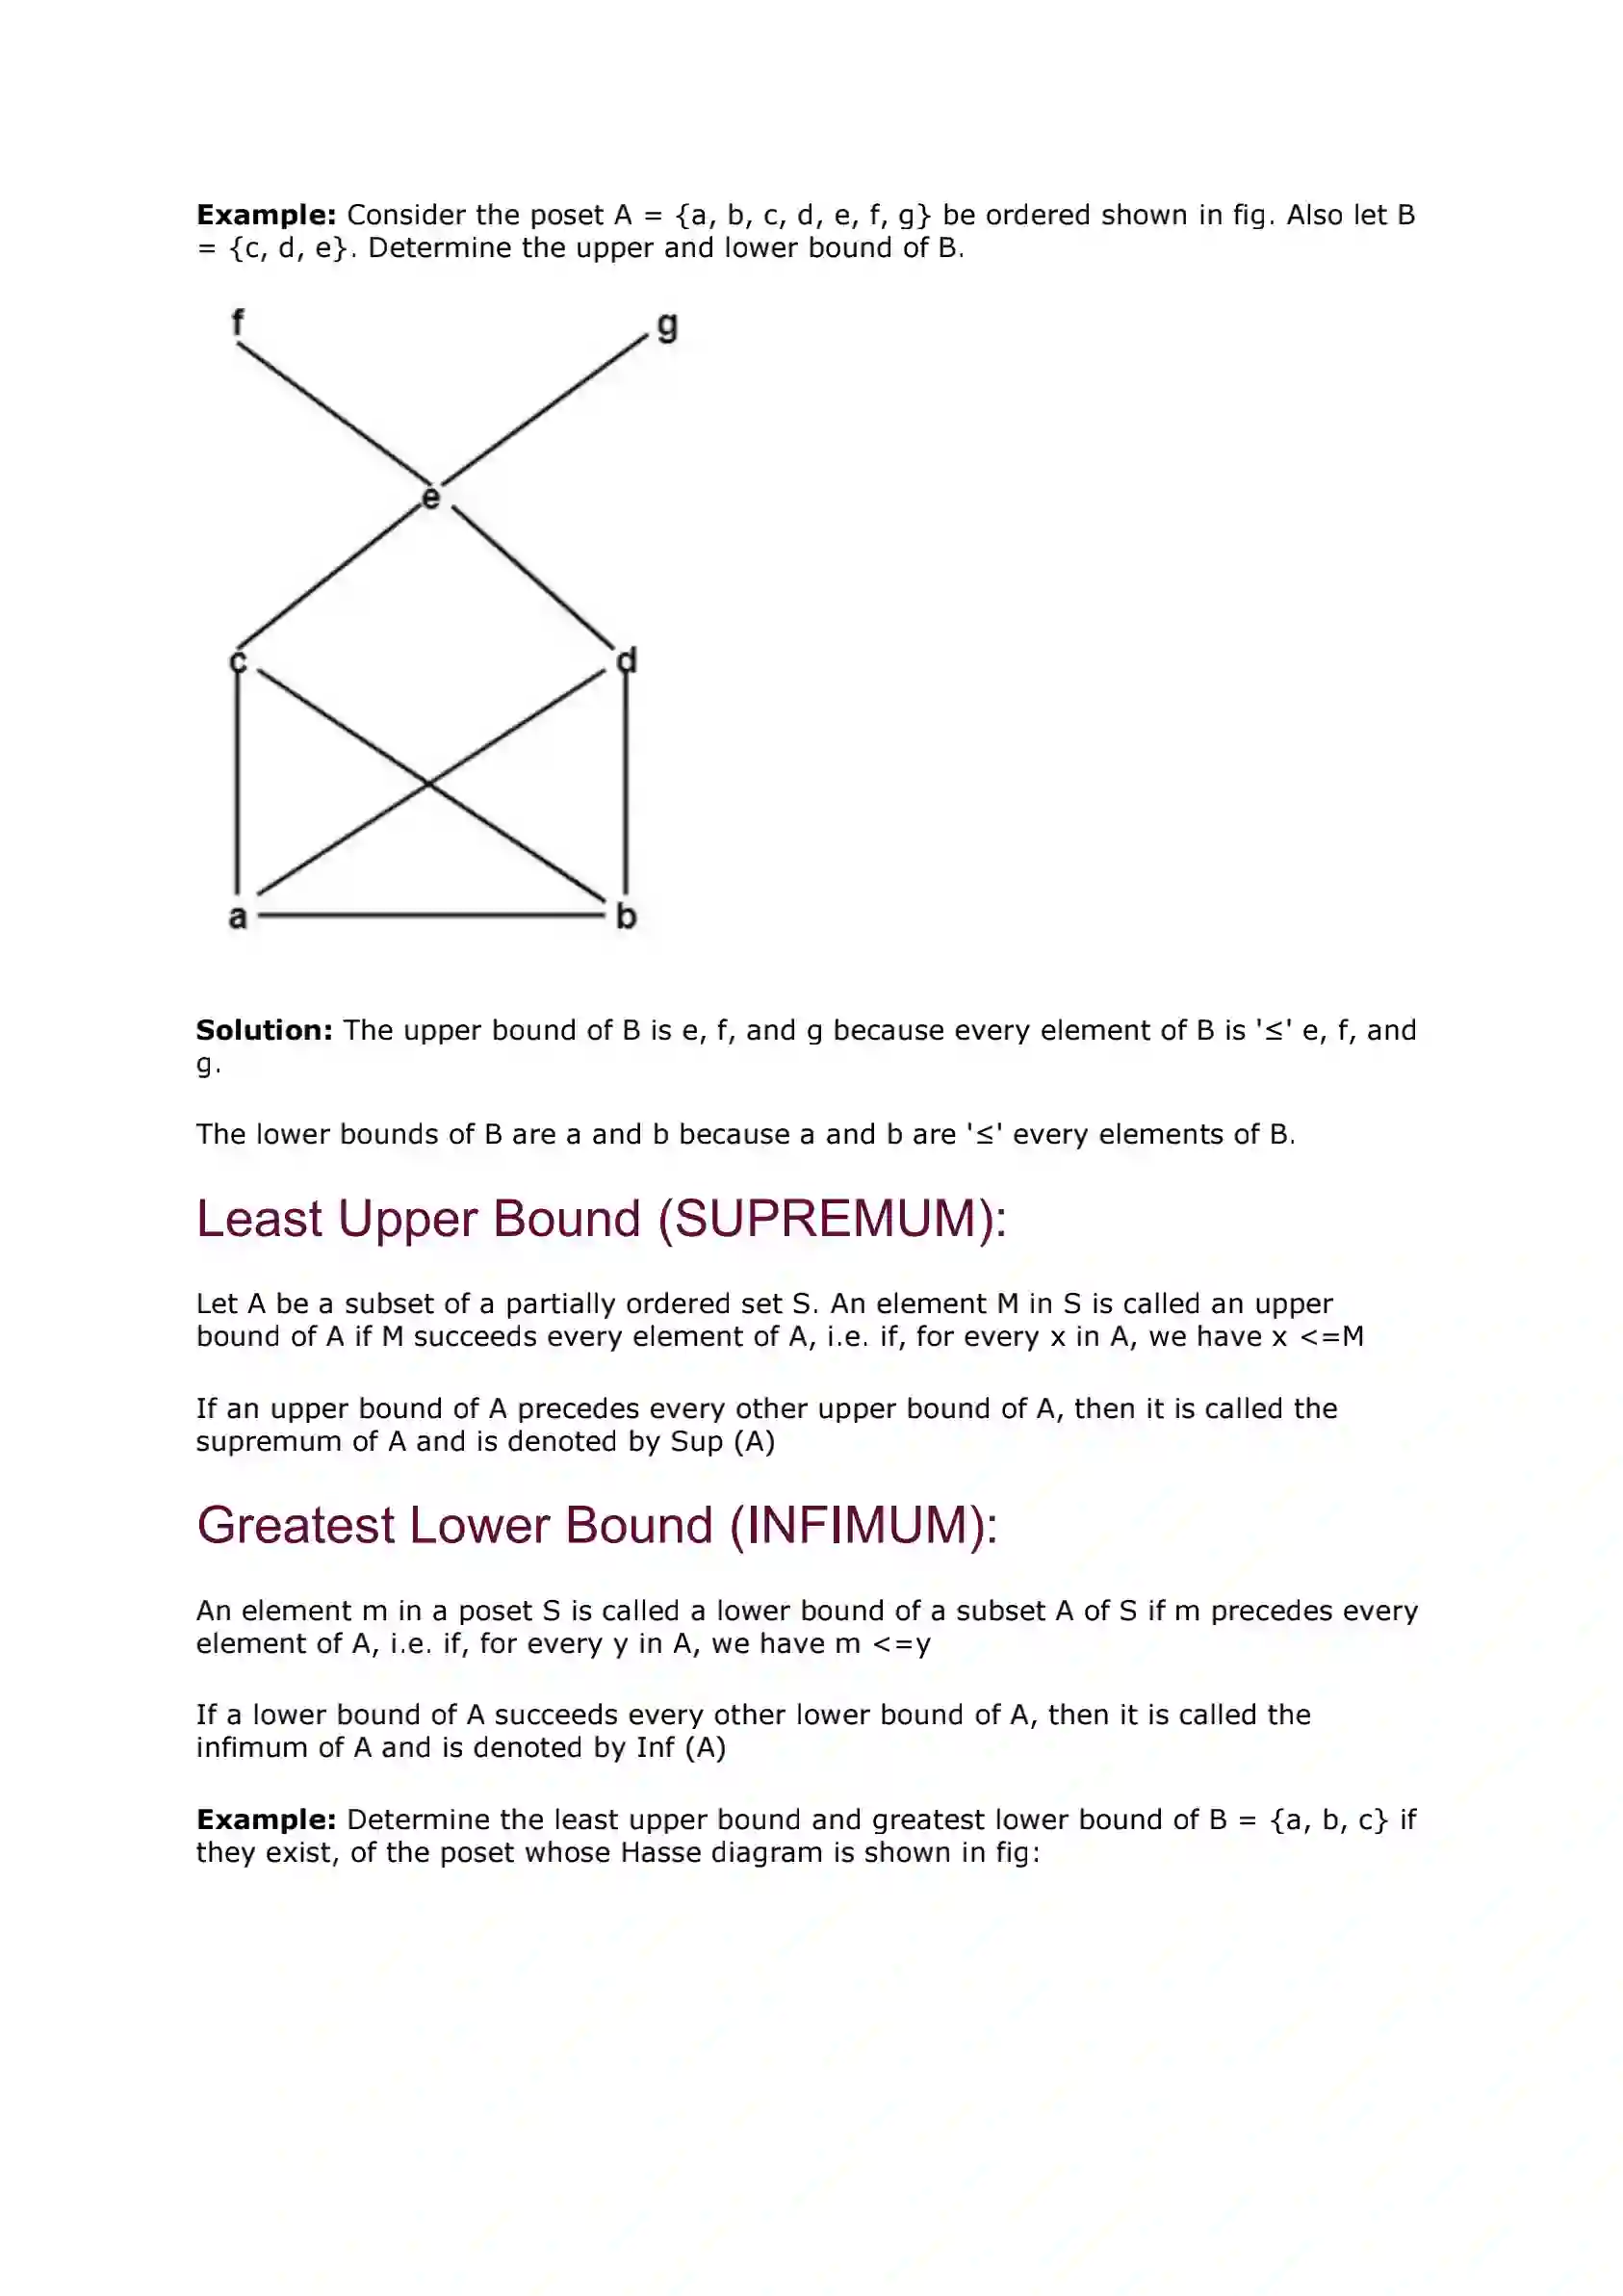 Example: Consider the poset A = {a, b, c, d, e, f, g} be ordered shown in fig. Also let B
= {c, d, e}. Determine the upper and lower bound of B.
f
g
e
c
d
a
b
Solution: The upper bound of B is e, f, and g because every element of B is '≤' e, f, and
g.
The lower bounds of B are a and b because a and b are '≤' every elements of B.
Least Upper Bound (SUPREMUM):
Let A be a subset of a partially ordered set S. An element M in S is called an upper
bound of A if M succeeds every element of A, i.e. if, for every x in A, we have x <=M
If an upper bound of A precedes every other upper bound of A, then it is called the
supremum of A and is denoted by Sup (A)
Greatest Lower Bound (INFIMUM):
An element m in a poset S is called a lower bound of a subset A of S if m precedes every
element of A, i.e. if, for every y in A, we have m <=y
If a lower bound of A succeeds every other lower bound of A, then it is called the
infimum of A and is denoted by Inf (A)
Example: Determine the least upper bound and greatest lower bound of B = {a, b, c} if
they exist, of the poset whose Hasse diagram is shown in fig: